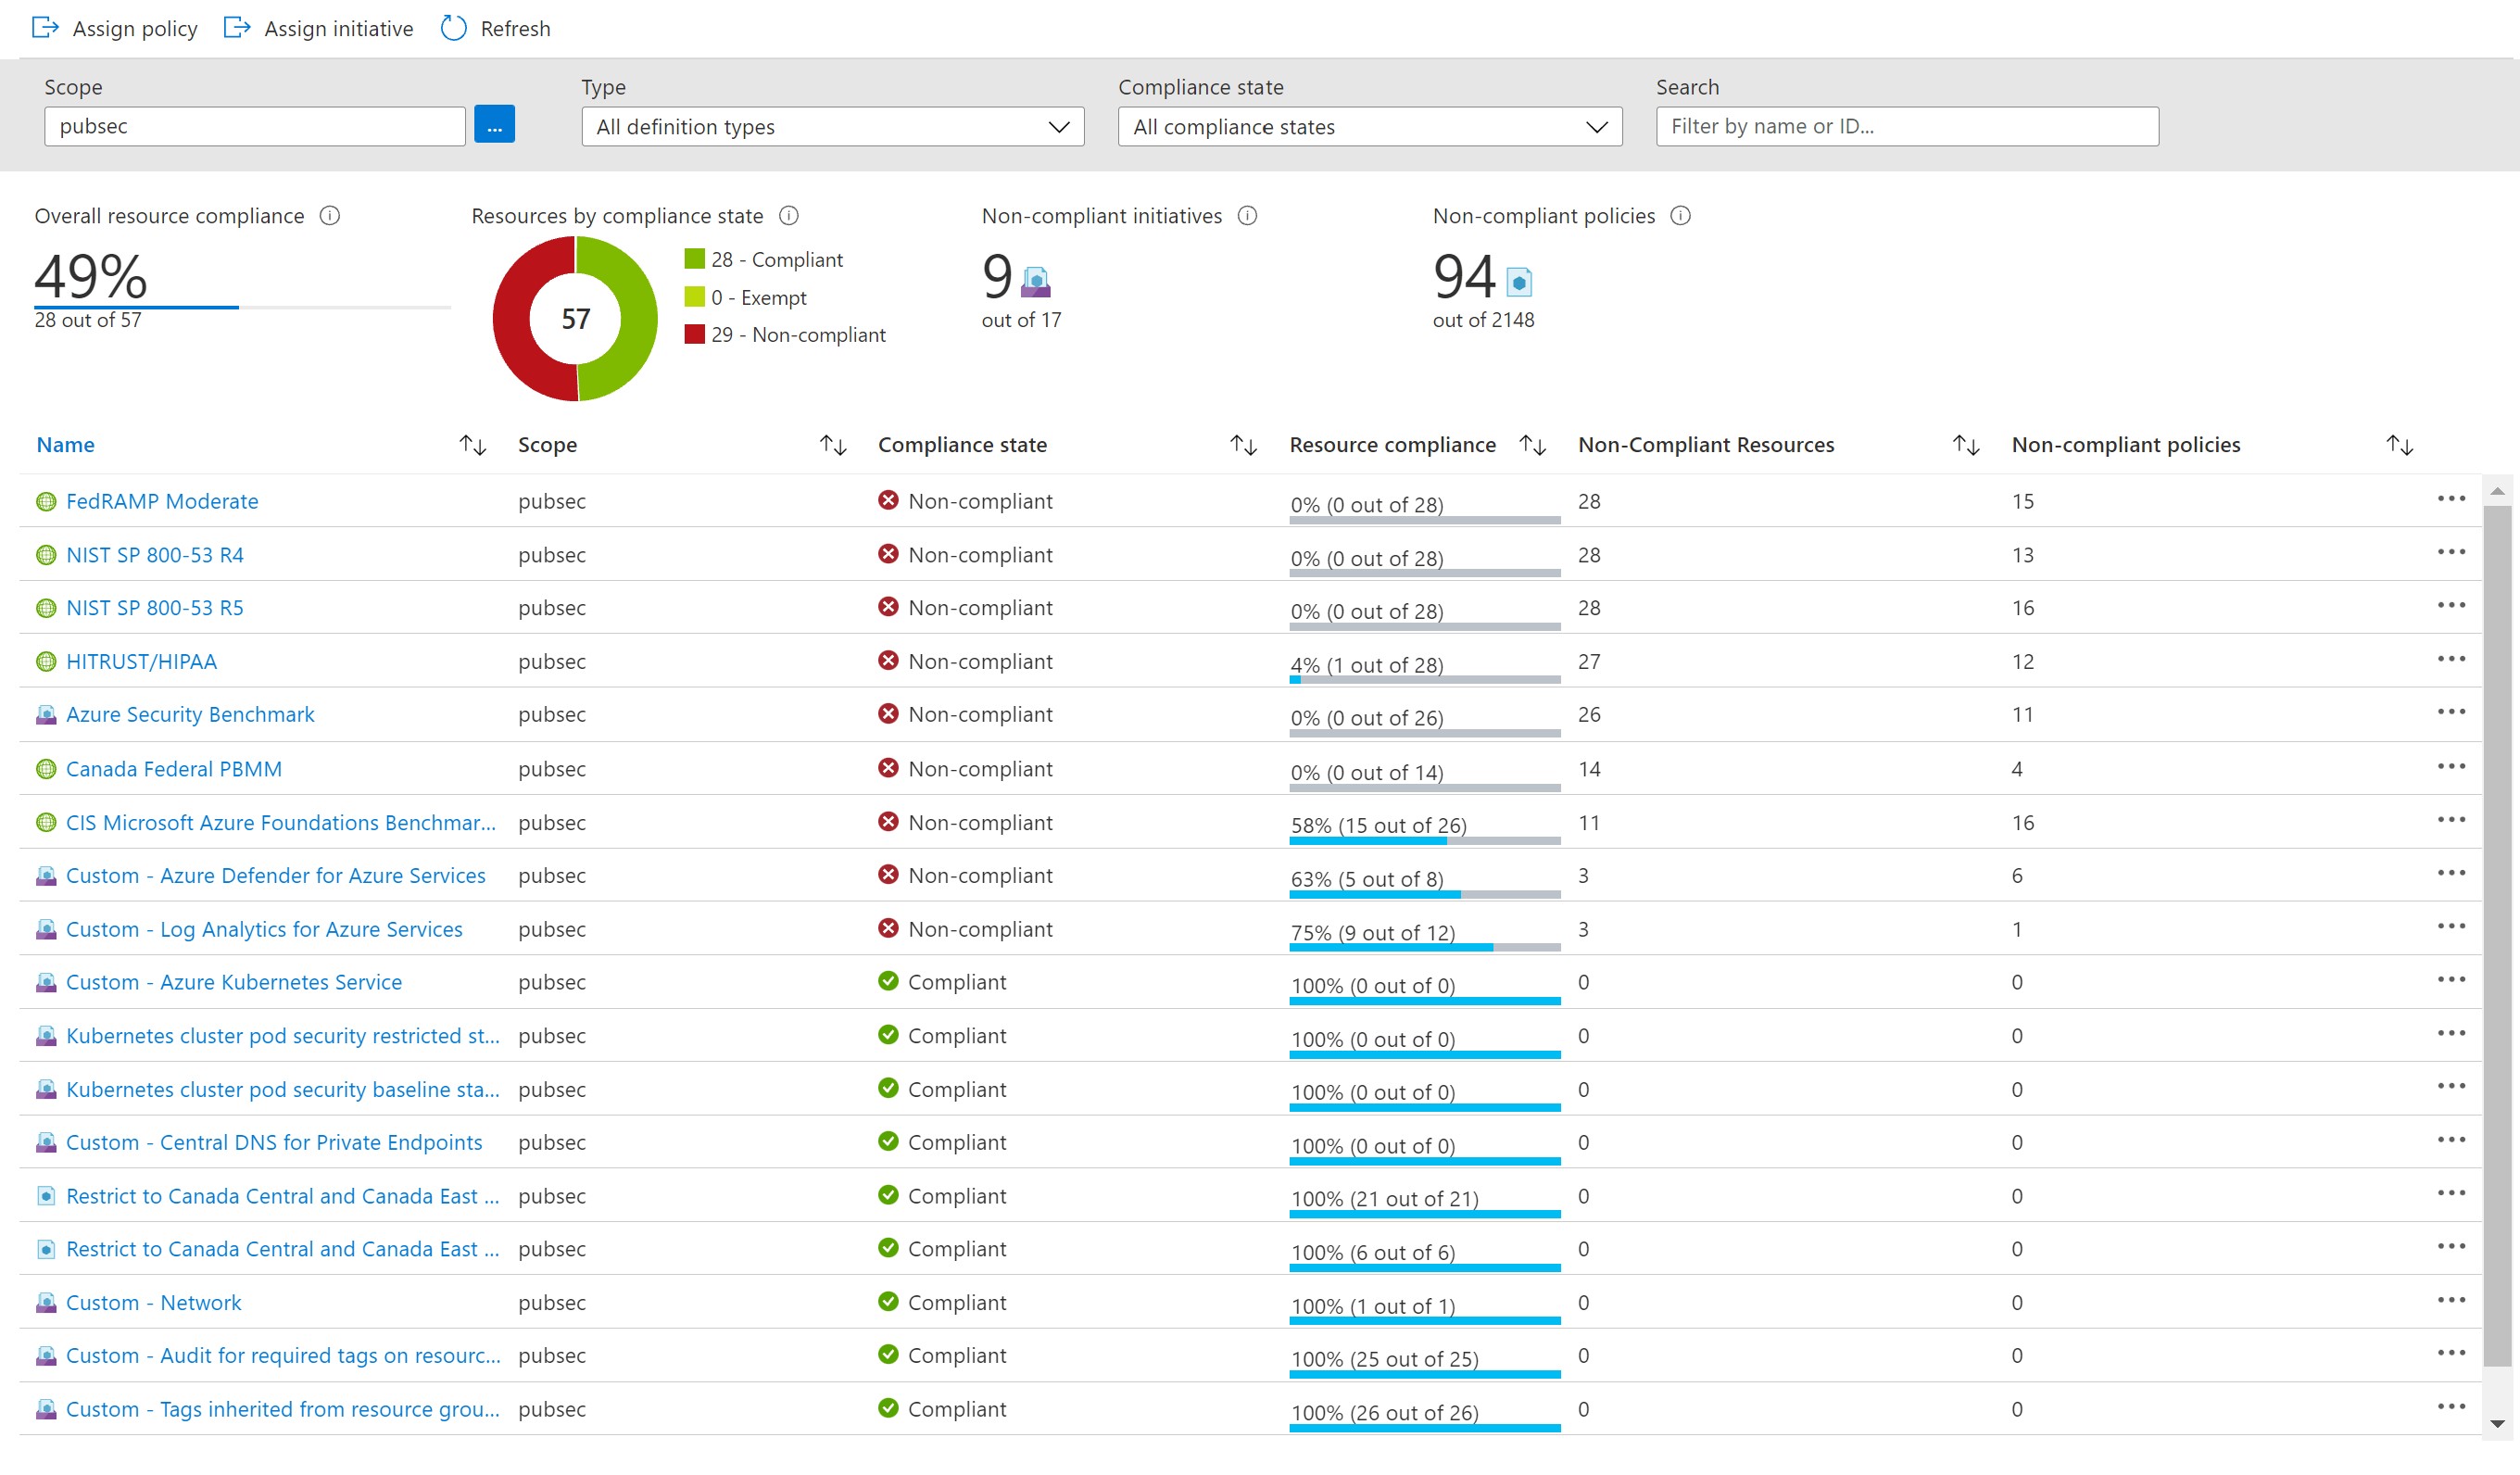 Assign policy Assign initiative Refresh
Scope Type Compliance state Search
pubsec ... All definition types All compliance states Filter by name or ID...
Overall resource compliance Resources by compliance state Non-compliant initiatives Non-compliant policies
49%
28 out of 57
57
28 - Compliant
0 - Exempt
29 - Non-compliant
9
out of 17
94
out of 2148
Name Scope Compliance state Resource compliance Non-Compliant Resources Non-compliant policies
FedRAMP Moderate pubsec Non-compliant 0% (0 out of 28) 28 15
NIST SP 800-53 R4 pubsec Non-compliant 0% (0 out of 28) 28 13
NIST SP 800-53 R5 pubsec Non-compliant 0% (0 out of 28) 28 16
HITRUST/HIPAA pubsec Non-compliant 4% (1 out of 28) 27 12
Azure Security Benchmark pubsec Non-compliant 0% (0 out of 26) 26 11
Canada Federal PBMM pubsec Non-compliant 0% (0 out of 14) 14 4
CIS Microsoft Azure Foundations Benchmar... pubsec Non-compliant 58% (15 out of 26) 11 16
Custom - Azure Defender for Azure Services pubsec Non-compliant 63% (5 out of 8) 3 6
Custom - Log Analytics for Azure Services pubsec Non-compliant 75% (9 out of 12) 3 1
Custom - Azure Kubernetes Service pubsec Compliant 100% (0 out of 0) 0 0
Kubernetes cluster pod security restricted st... pubsec Compliant 100% (0 out of 0) 0 0
Kubernetes cluster pod security baseline sta... pubsec Compliant 100% (0 out of 0) 0 0
Custom - Central DNS for Private Endpoints pubsec Compliant 100% (0 out of 0) 0 0
Restrict to Canada Central and Canada East ... pubsec Compliant 100% (21 out of 21) 0 0
Restrict to Canada Central and Canada East ... pubsec Compliant 100% (6 out of 6) 0 0
Custom - Network pubsec Compliant 100% (1 out of 1) 0 0
Custom - Audit for required tags on resourc... pubsec Compliant 100% (25 out of 25) 0 0
Custom - Tags inherited from resource grou... pubsec Compliant 100% (26 out of 26) 0 0